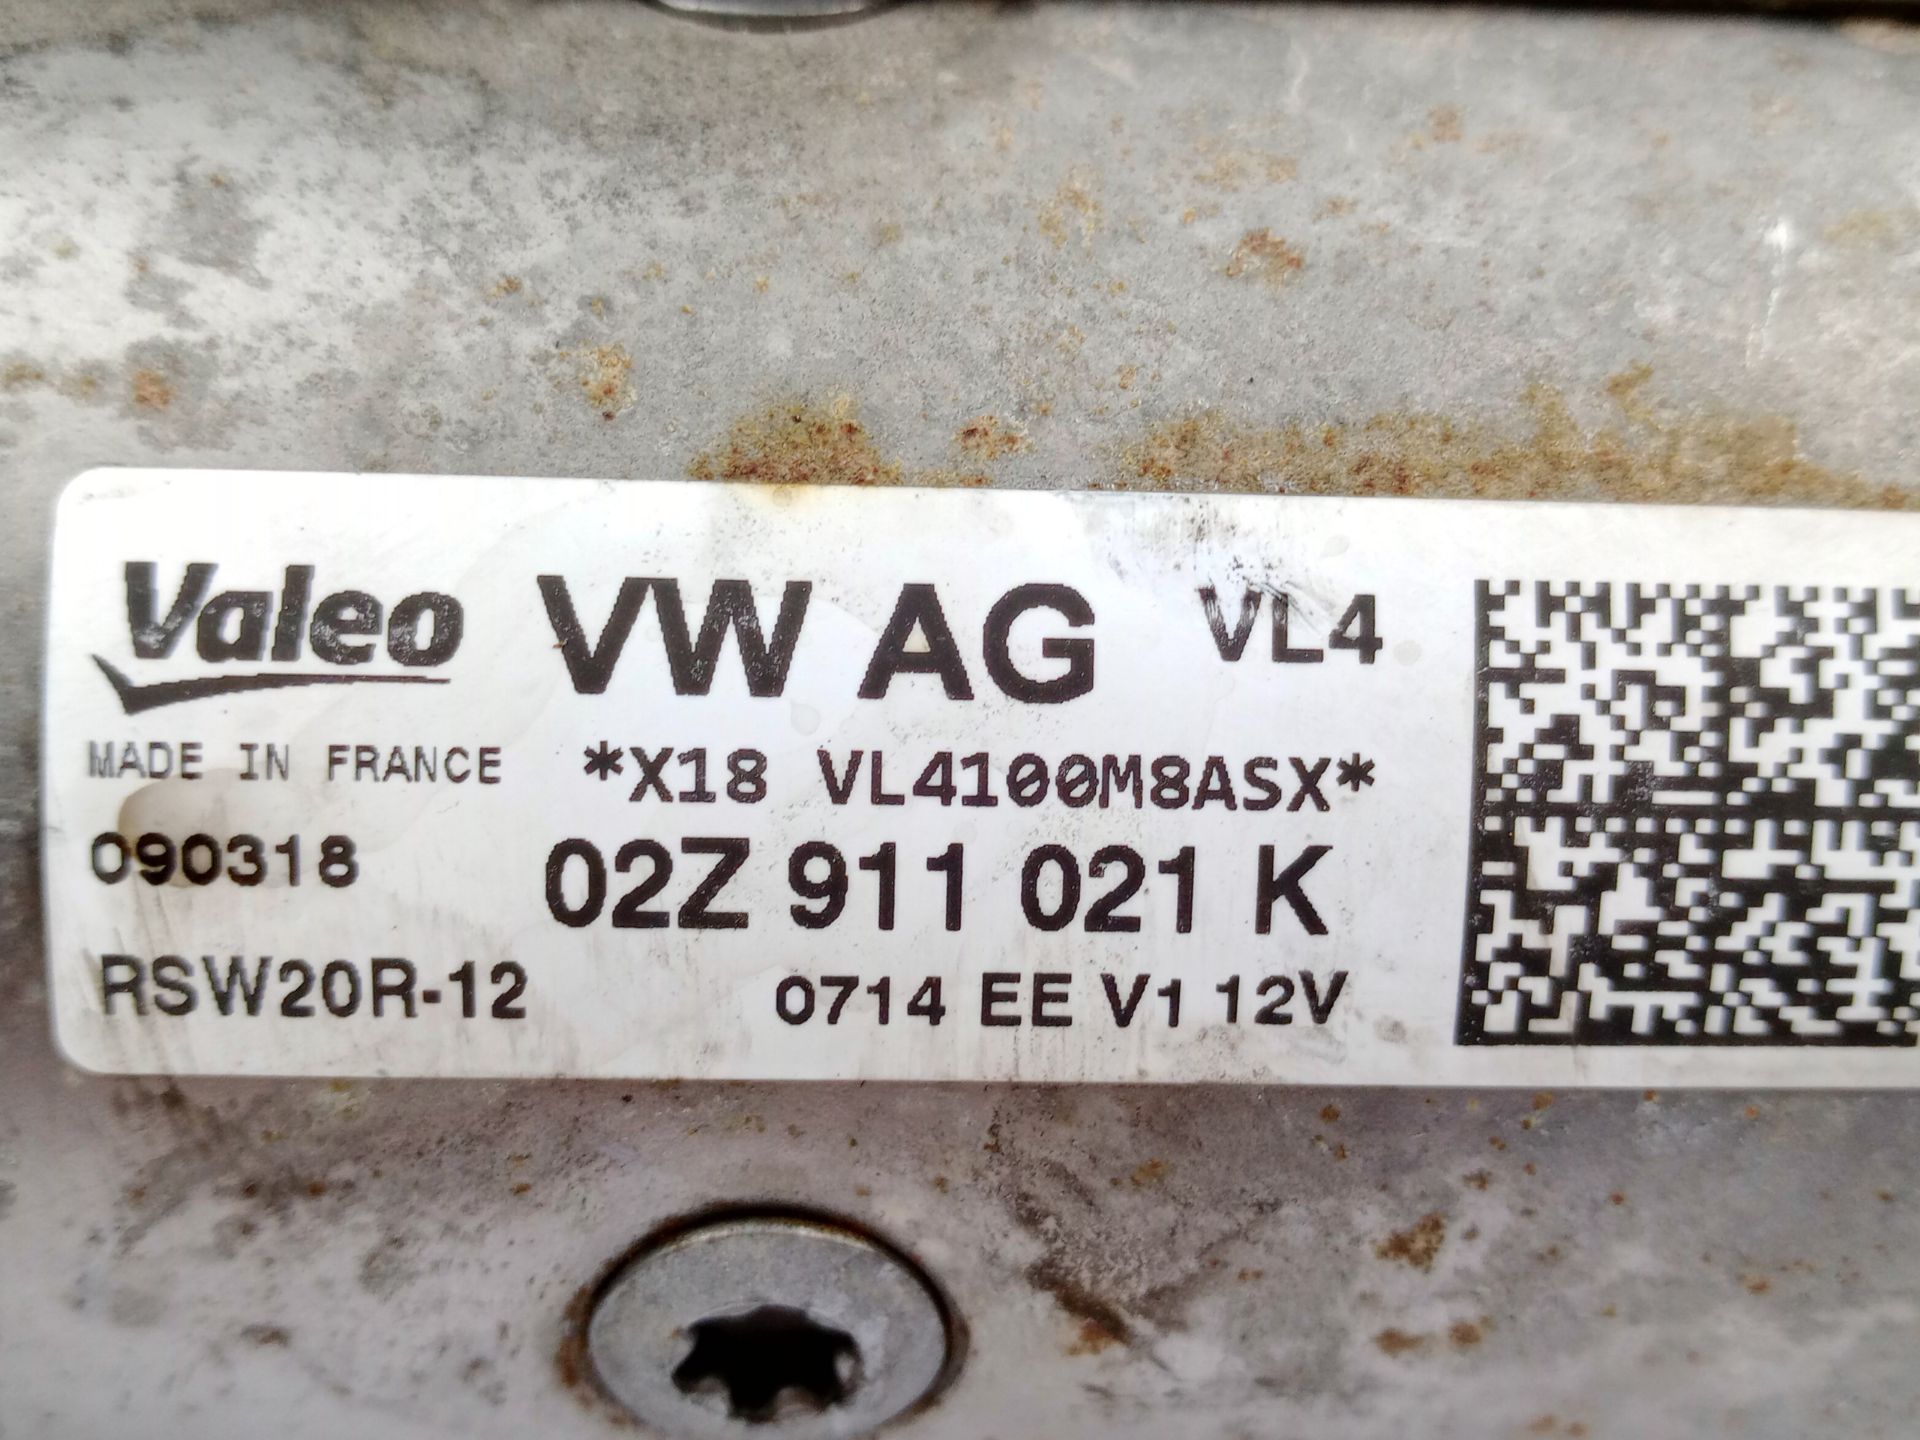 Valeo VW AG VL4
MADE IN FRANCE *X18 VL4100M8ASX*
090318 02Z 911 021 K
RSW20R-12 0714 EE V1 12V